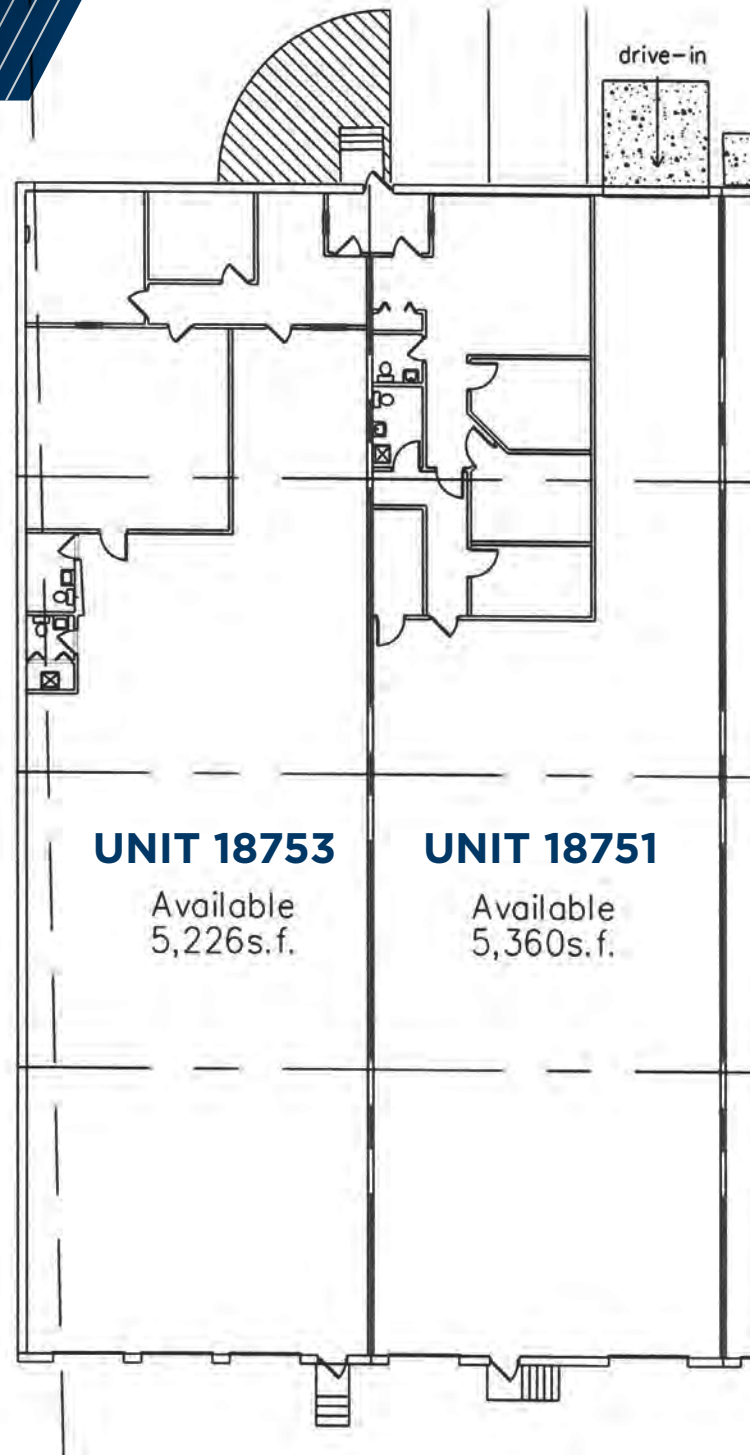 drive-in
UNIT 18753
Available
5,226s.f.
UNIT 18751
Available
5,360s.f.